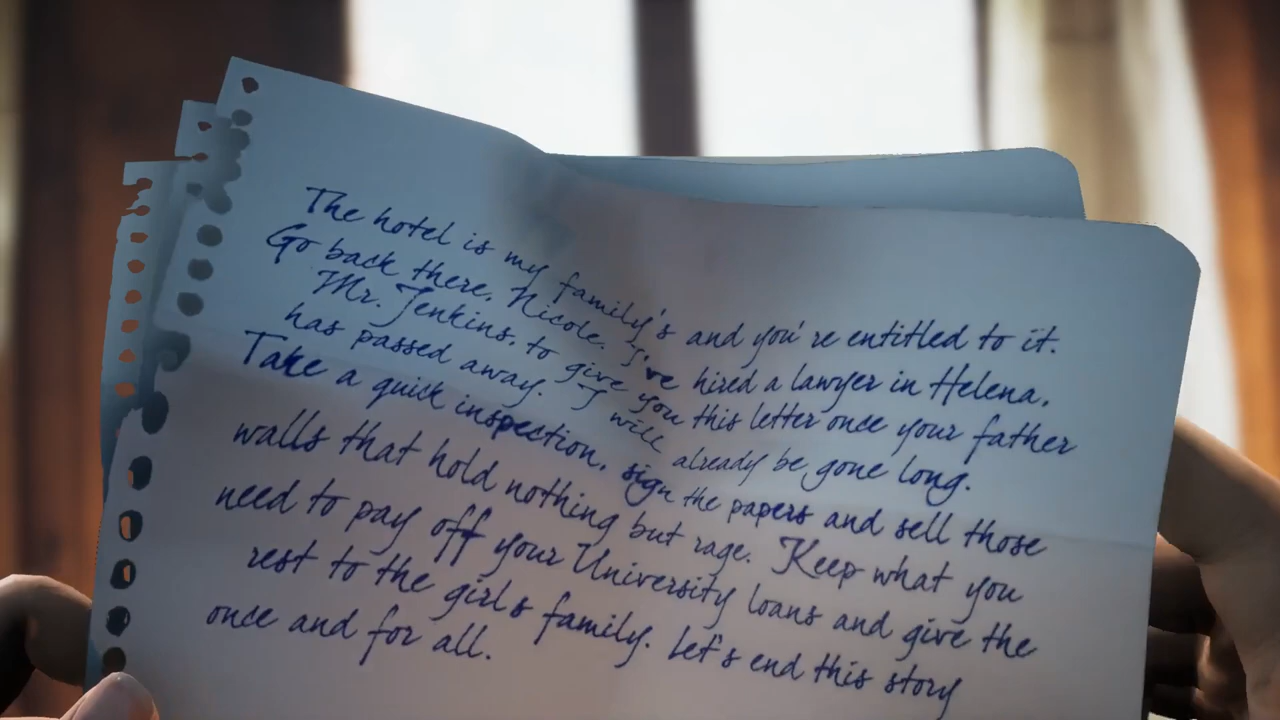 The hotel is my family's and you're entitled to it.
Go back there, Nicole. I've hired a lawyer in Helena,
Mr. Jenkins, to give you this letter once your father
has passed away. I will already be gone long.
Take a quick inspection, sign the papers and sell those
walls that hold nothing but rage. Keep what you
need to pay off your University loans and give the
rest to the girls family. Let's end this story
once and for all.